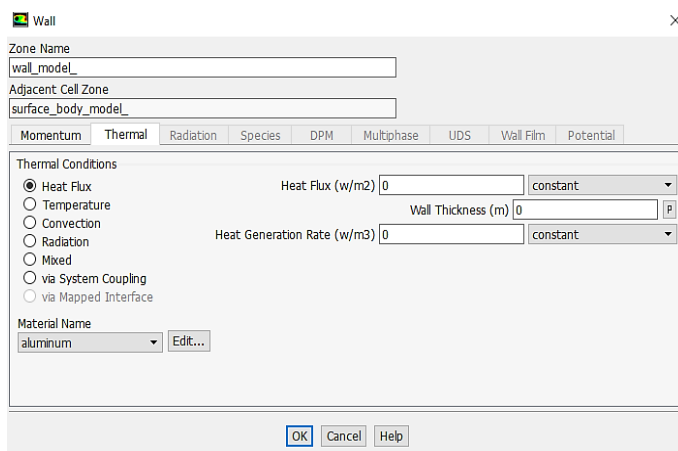 Wall
Zone Name
wall_model_
Adjacent Cell Zone
surface_body_model_
Momentum Thermal Radiation Species DPM Multiphase UDS Wall Film Potential
Thermal Conditions
Heat Flux Heat Flux (w/m2) 0 constant
Temperature Wall Thickness (m) 0 P
Convection Heat Generation Rate (w/m3) 0 constant
Radiation
Mixed
via System Coupling
via Mapped Interface
Material Name
aluminum Edit...
OK Cancel Help